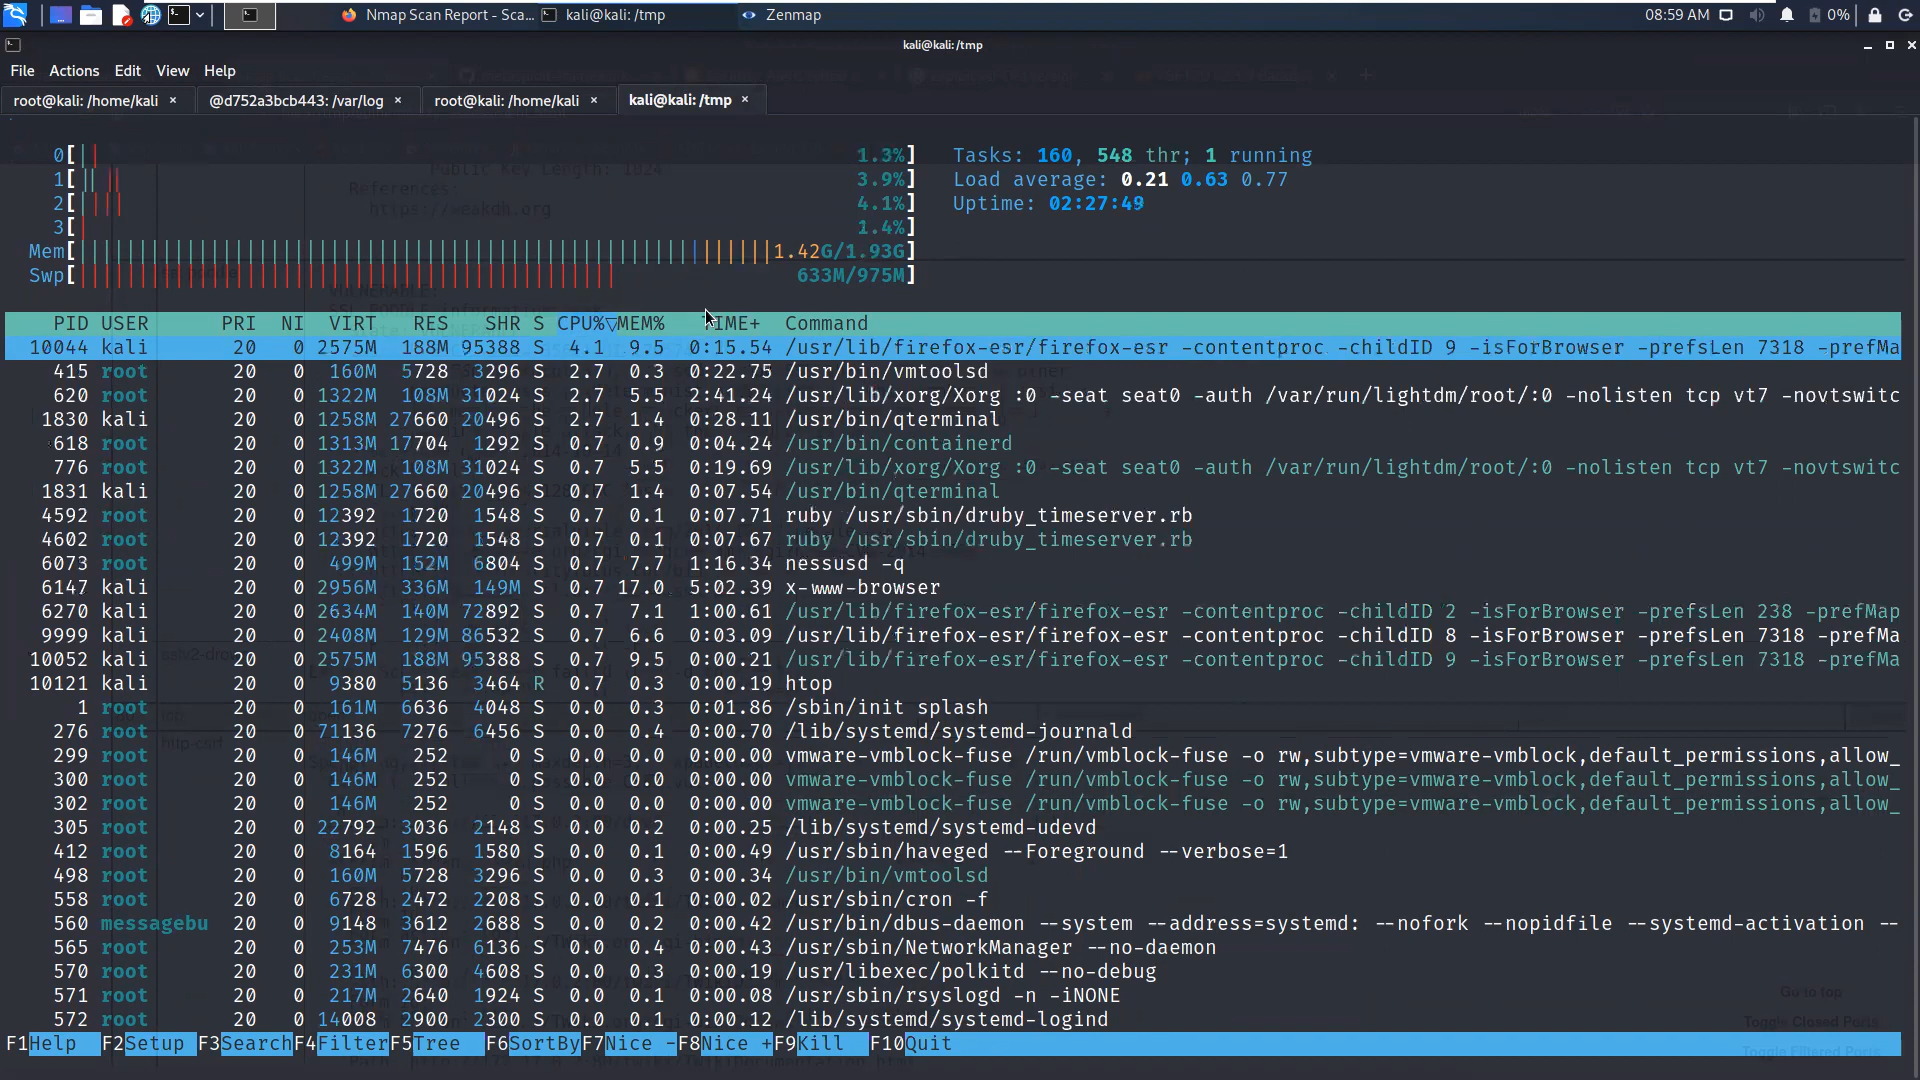 Nmap Scan Report - Sca... kali@kali: /tmp Zenmap 08:59 AM 0%
kali@kali: /tmp
File Actions Edit View Help
root@kali: /home/kali × @d752a3bcb443: /var/log × root@kali: /home/kali × kali@kali: /tmp ×
0[|| 1.3%] Tasks: 160, 548 thr; 1 running
1[|||| 3.9%] Load average: 0.21 0.63 0.77
2[|||| 4.1%] Uptime: 02:27:49
3[| 1.4%]
Mem[ 1.42G/1.93G]
Swp[ 633M/975M]
Public Key Length: 1024
References:
https://weakdh.org
PID USER PRI NI VIRT RES SHR S CPU%▽MEM% TIME+ Command
10044 kali 20 0 2575M 188M 95388 S 4.1 9.5 0:15.54 /usr/lib/firefox-esr/firefox-esr -contentproc -childID 9 -isForBrowser -prefsLen 7318 -prefMa
415 root 20 0 160M 5728 3296 S 2.7 0.3 0:22.75 /usr/bin/vmtoolsd
620 root 20 0 1322M 108M 31024 S 2.7 5.5 2:41.24 /usr/lib/xorg/Xorg :0 -seat seat0 -auth /var/run/lightdm/root/:0 -nolisten tcp vt7 -novtswitc
1830 kali 20 0 1258M 27660 20496 S 2.7 1.4 0:28.11 /usr/bin/qterminal
618 root 20 0 1313M 17704 1292 S 0.7 0.9 0:04.24 /usr/bin/containerd
776 root 20 0 1322M 108M 31024 S 0.7 5.5 0:19.69 /usr/lib/xorg/Xorg :0 -seat seat0 -auth /var/run/lightdm/root/:0 -nolisten tcp vt7 -novtswitc
1831 kali 20 0 1258M 27660 20496 S 0.7 1.4 0:07.54 /usr/bin/qterminal
4592 root 20 0 12392 1720 1548 S 0.7 0.1 0:07.71 ruby /usr/sbin/druby_timeserver.rb
4602 root 20 0 12392 1720 1548 S 0.7 0.1 0:07.67 ruby /usr/sbin/druby_timeserver.rb
6073 root 20 0 499M 152M 6804 S 0.7 7.7 1:16.34 nessusd -q
6147 kali 20 0 2956M 336M 149M S 0.7 17.0 5:02.39 x-www-browser
6270 kali 20 0 2634M 140M 72892 S 0.7 7.1 1:00.61 /usr/lib/firefox-esr/firefox-esr -contentproc -childID 2 -isForBrowser -prefsLen 238 -prefMap
9999 kali 20 0 2408M 129M 86532 S 0.7 6.6 0:03.09 /usr/lib/firefox-esr/firefox-esr -contentproc -childID 8 -isForBrowser -prefsLen 7318 -prefMa
10052 kali 20 0 2575M 188M 95388 S 0.7 9.5 0:00.21 /usr/lib/firefox-esr/firefox-esr -contentproc -childID 9 -isForBrowser -prefsLen 7318 -prefMa
10121 kali 20 0 9380 5136 3464 R 0.7 0.3 0:00.19 htop
1 root 20 0 161M 6636 4048 S 0.0 0.3 0:01.86 /sbin/init splash
276 root 20 0 71136 7276 6456 S 0.0 0.4 0:00.70 /lib/systemd/systemd-journald
299 root 20 0 146M 252 0 S 0.0 0.0 0:00.00 vmware-vmblock-fuse /run/vmblock-fuse -o rw,subtype=vmware-vmblock,default_permissions,allow_
300 root 20 0 146M 252 0 S 0.0 0.0 0:00.00 vmware-vmblock-fuse /run/vmblock-fuse -o rw,subtype=vmware-vmblock,default_permissions,allow_
302 root 20 0 146M 252 0 S 0.0 0.0 0:00.00 vmware-vmblock-fuse /run/vmblock-fuse -o rw,subtype=vmware-vmblock,default_permissions,allow_
305 root 20 0 22792 3036 2148 S 0.0 0.2 0:00.25 /lib/systemd/systemd-udevd
412 root 20 0 8164 1596 1580 S 0.0 0.1 0:00.49 /usr/sbin/haveged --Foreground --verbose=1
498 root 20 0 160M 5728 3296 S 0.0 0.3 0:00.34 /usr/bin/vmtoolsd
558 root 20 0 6728 2472 2208 S 0.0 0.1 0:00.02 /usr/sbin/cron -f
560 messagebu 20 0 9148 3612 2688 S 0.0 0.2 0:00.42 /usr/bin/dbus-daemon --system --address=systemd: --nofork --nopidfile --systemd-activation --
565 root 20 0 253M 7476 6136 S 0.0 0.4 0:00.43 /usr/sbin/NetworkManager --no-daemon
570 root 20 0 231M 6300 4608 S 0.0 0.3 0:00.19 /usr/libexec/polkitd --no-debug
571 root 20 0 217M 2640 1924 S 0.0 0.1 0:00.08 /usr/sbin/rsyslogd -n -iNONE
572 root 20 0 14008 2900 2300 S 0.0 0.1 0:00.12 /lib/systemd/systemd-logind
Go to top
Toggle Closed Ports
Toggle Filtered Ports
F1Help F2Setup F3SearchF4FilterF5Tree F6SortByF7Nice -F8Nice +F9Kill F10Quit